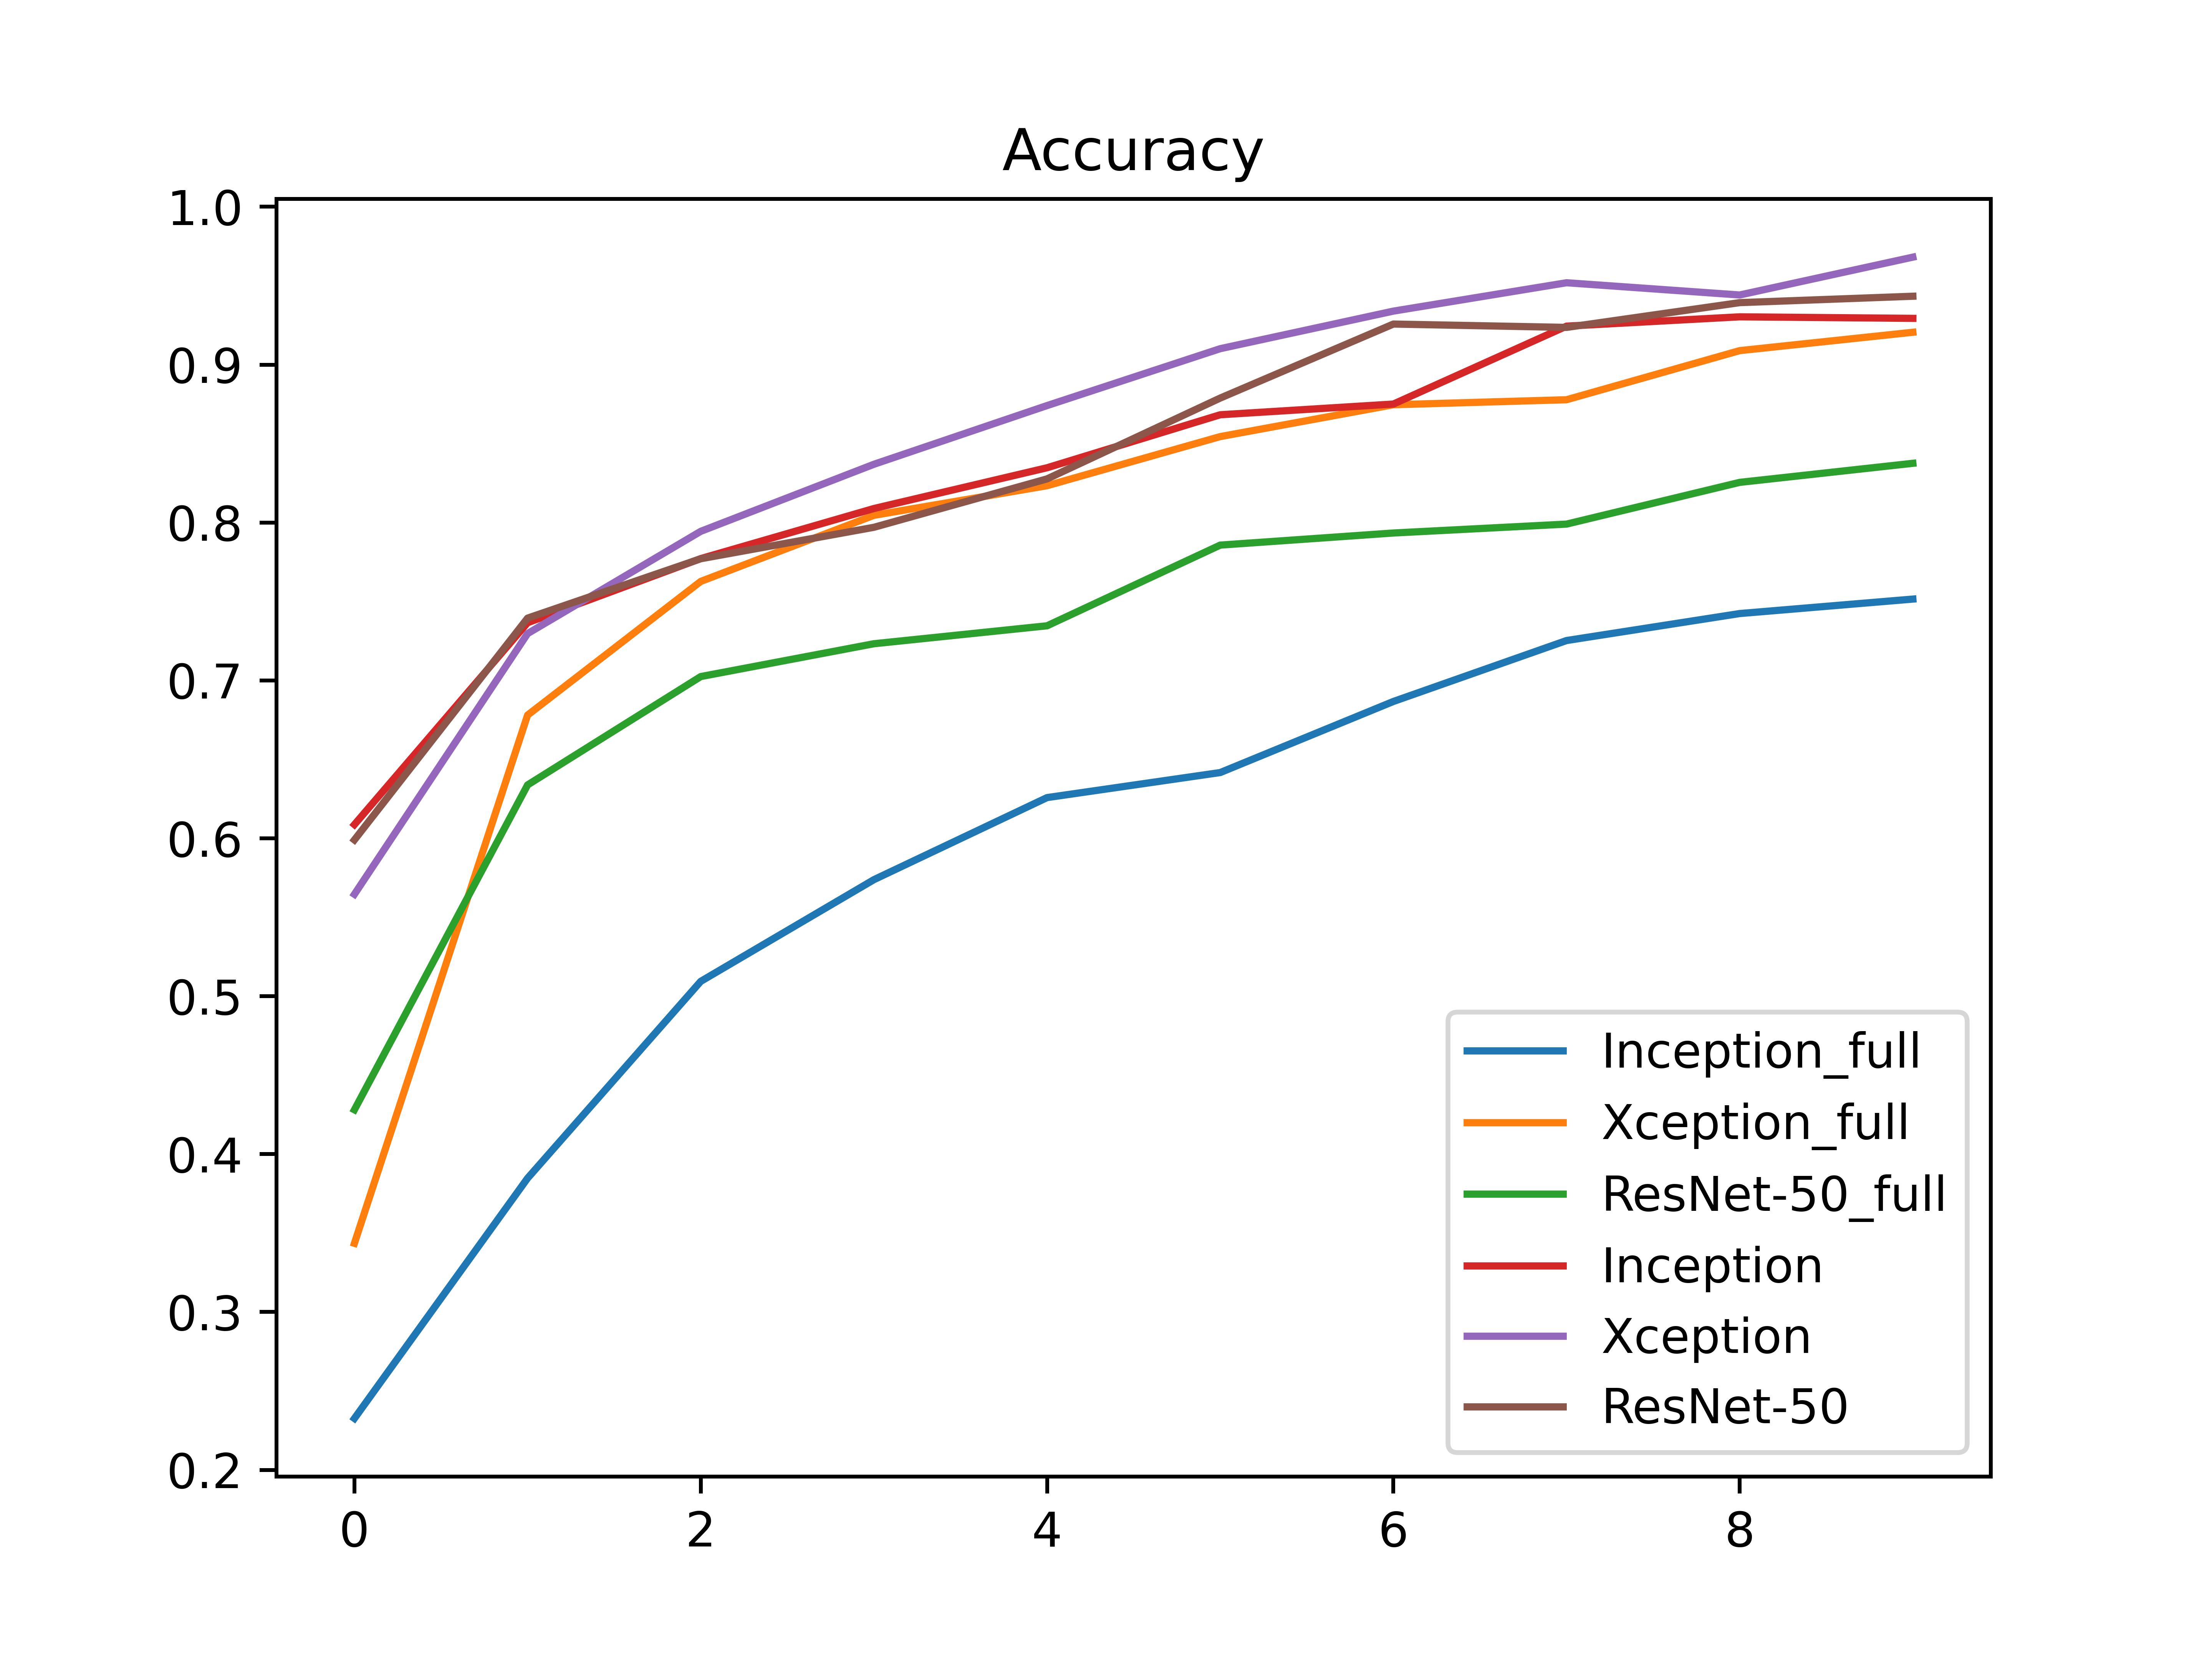 Accuracy
1.0
0.9
0.8
0.7
0.6
0.5
0.4
0.3
0.2
0 2 4 6 8
Inception_full
Xception_full
ResNet-50_full
Inception
Xception
ResNet-50